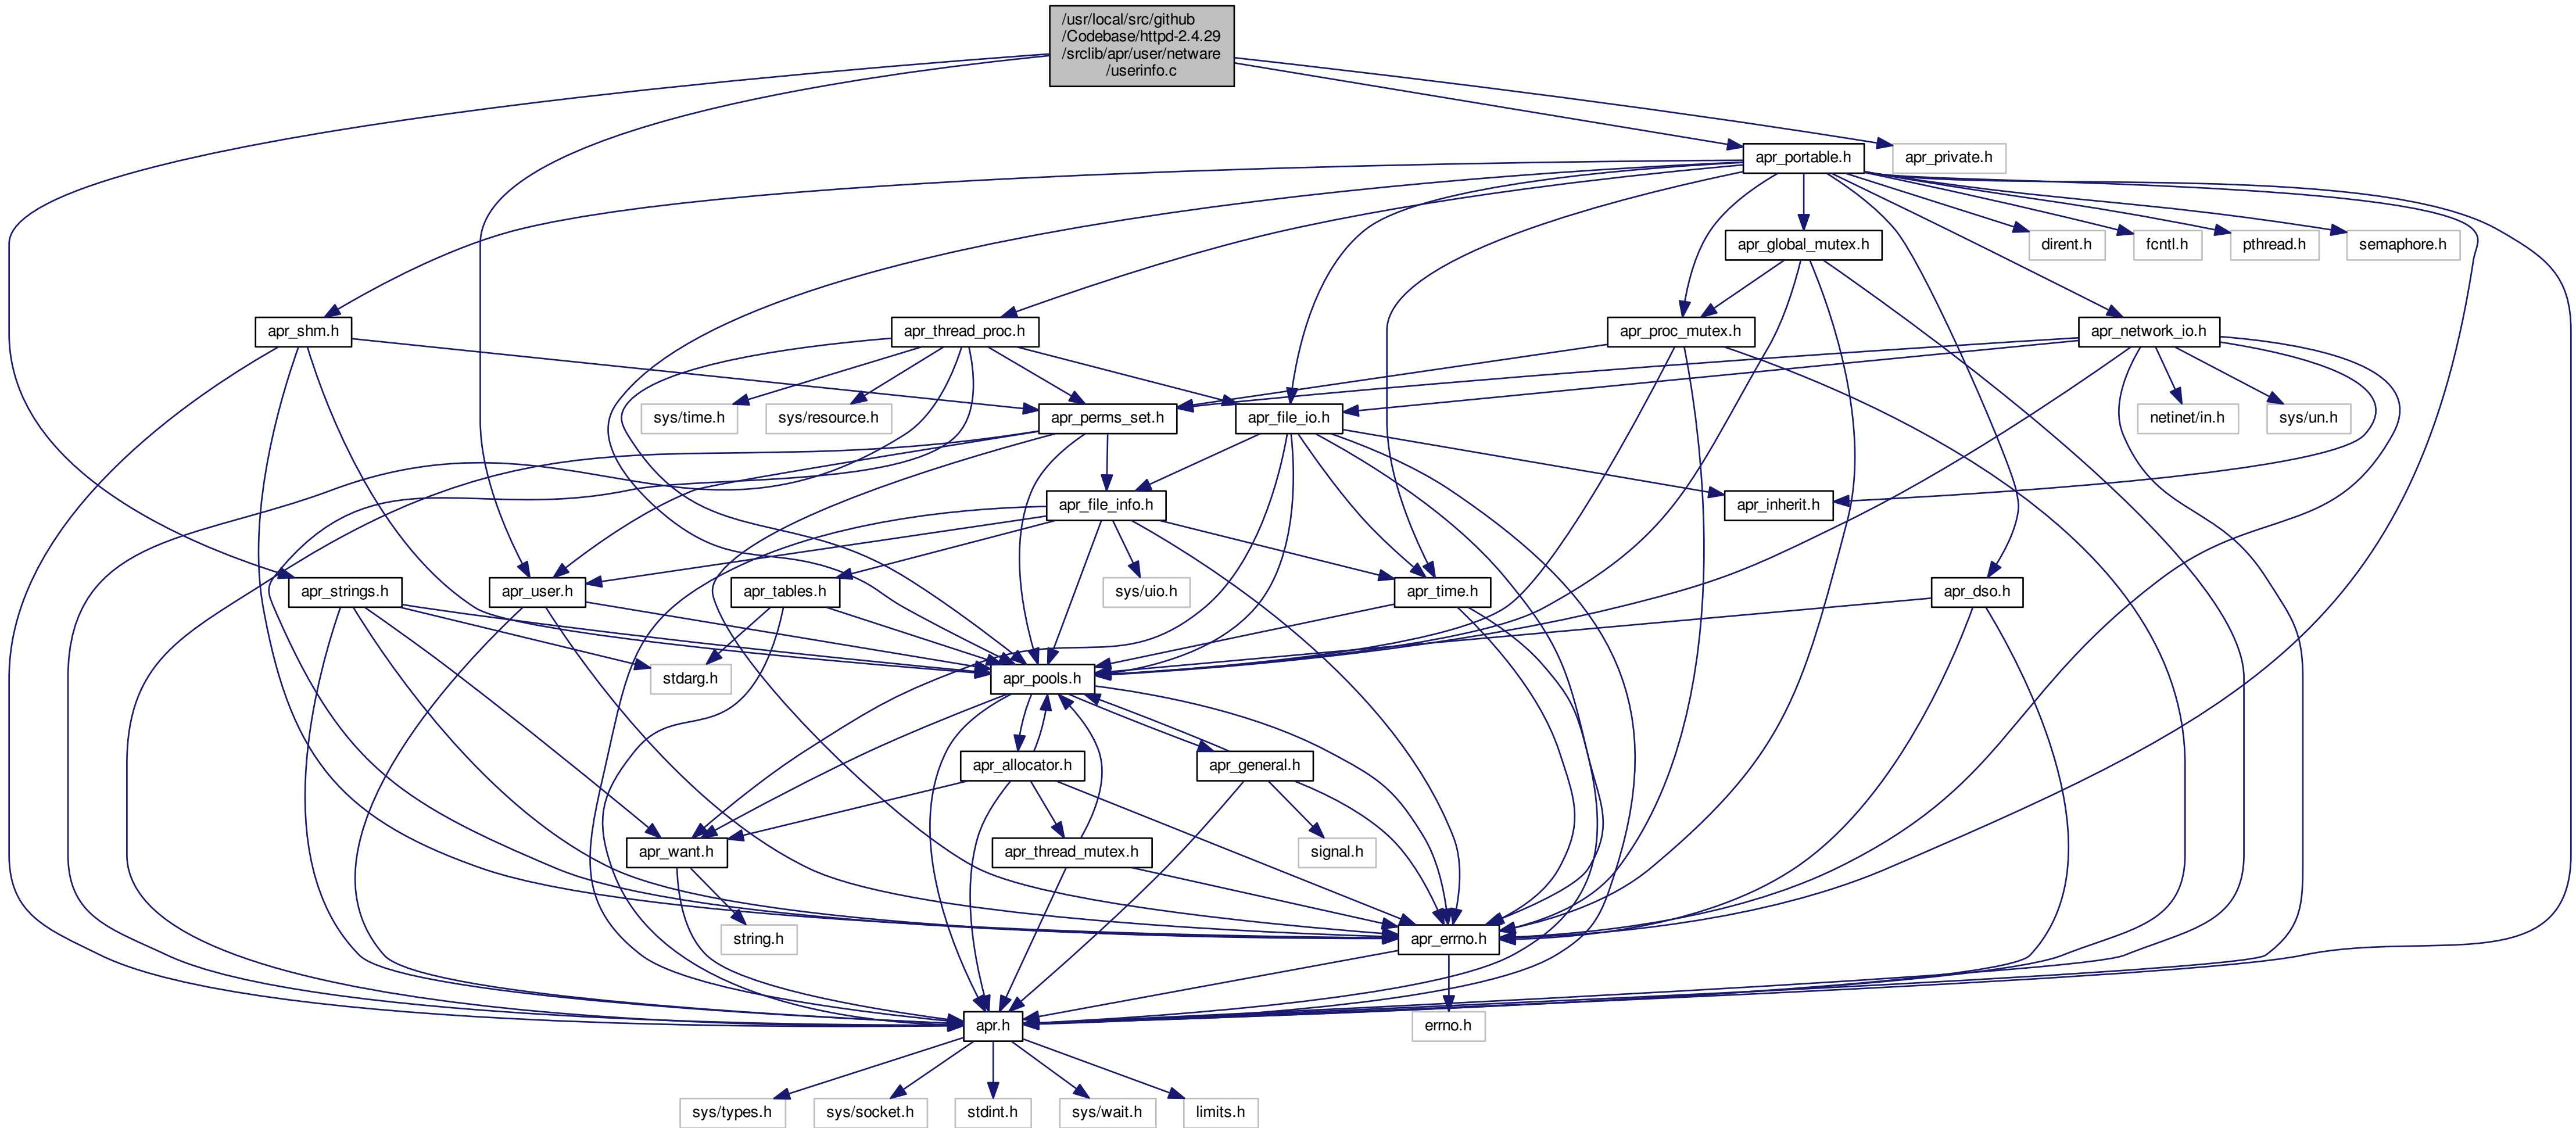 /usr/local/src/github
/Codebase/httpd-2.4.29
/srclib/apr/user/netware
/userinfo.c
apr_portable.h
apr_private.h
apr_global_mutex.h
dirent.h
fcntl.h
pthread.h
semaphore.h
apr_shm.h
apr_thread_proc.h
apr_proc_mutex.h
apr_network_io.h
sys/time.h
sys/resource.h
apr_perms_set.h
apr_file_io.h
netinet/in.h
sys/un.h
apr_file_info.h
apr_inherit.h
apr_strings.h
apr_user.h
apr_tables.h
sys/uio.h
apr_time.h
apr_dso.h
stdarg.h
apr_pools.h
apr_allocator.h
apr_general.h
apr_want.h
apr_thread_mutex.h
signal.h
string.h
apr_errno.h
apr.h
errno.h
sys/types.h
sys/socket.h
stdint.h
sys/wait.h
limits.h